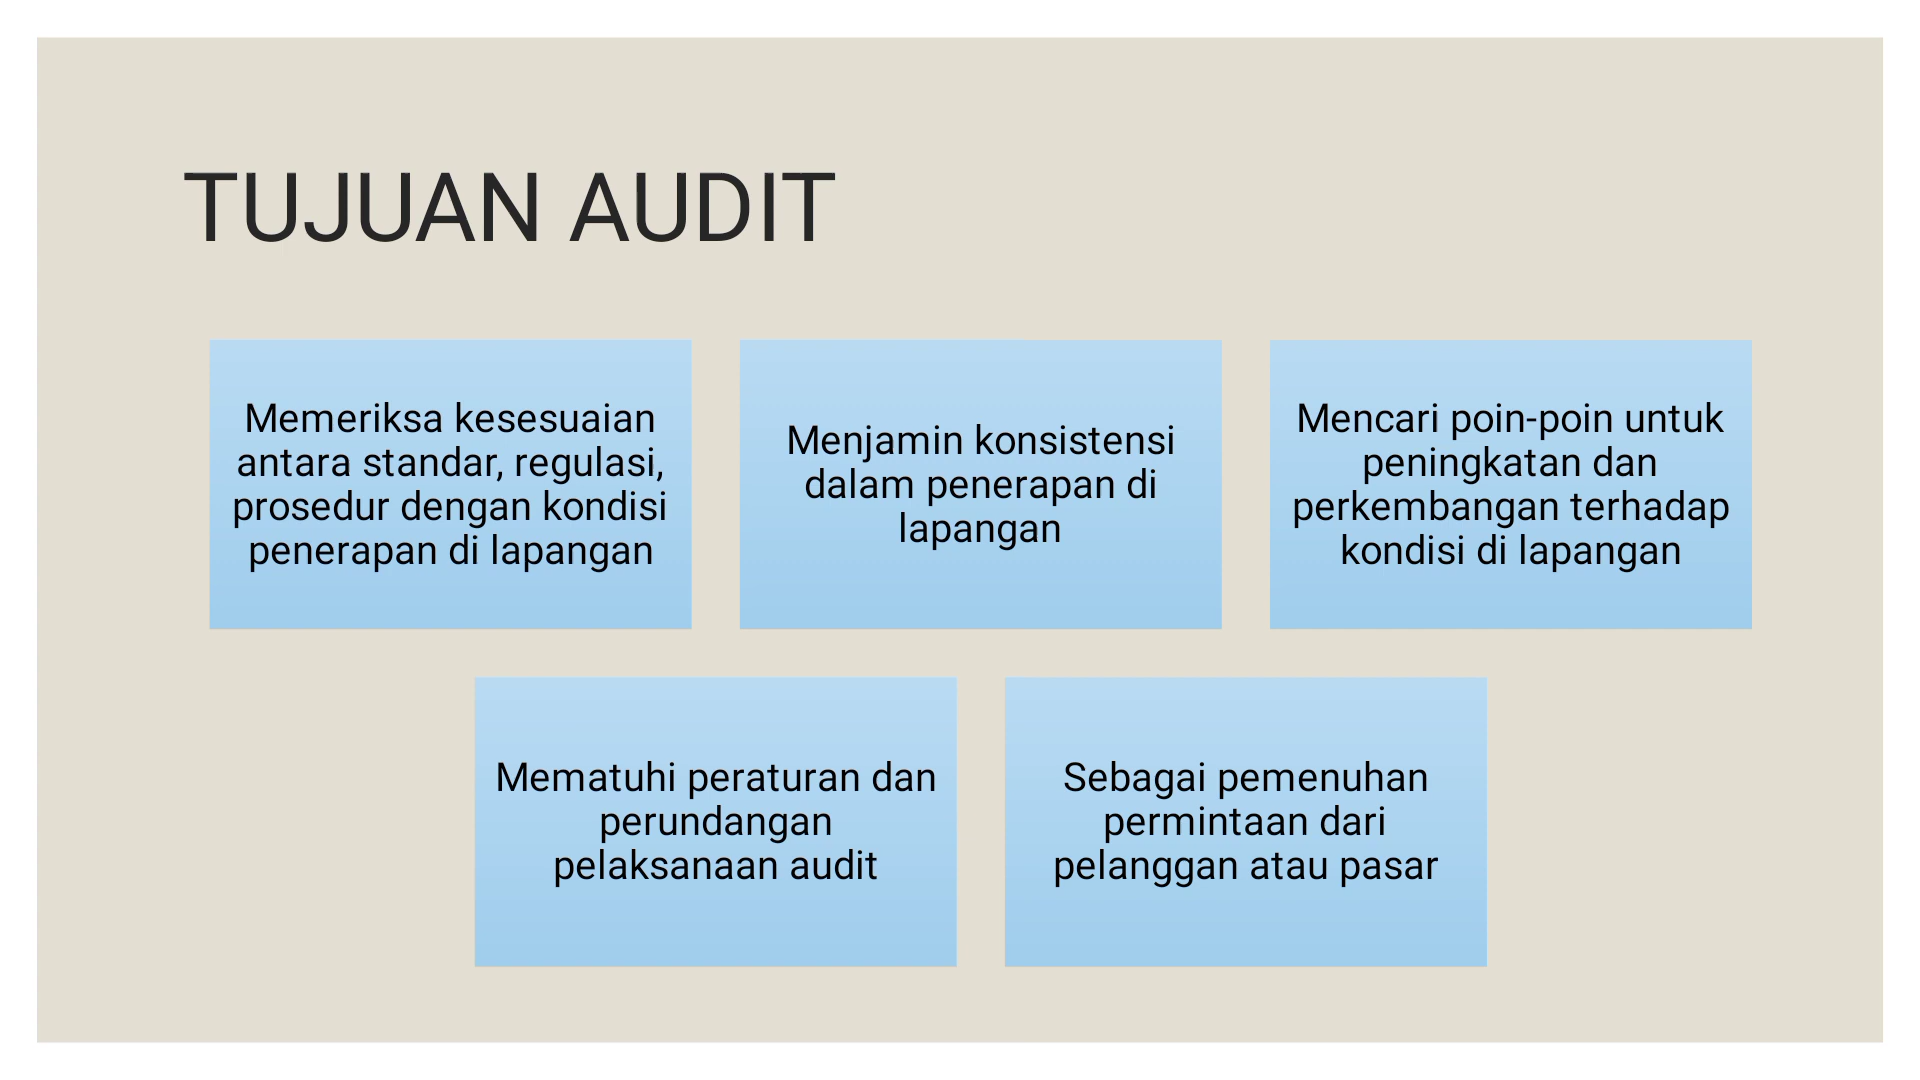 TUJUAN AUDIT
Memeriksa kesesuaian
antara standar, regulasi,
prosedur dengan kondisi
penerapan di lapangan
Menjamin konsistensi
dalam penerapan di
lapangan
Mencari poin-poin untuk
peningkatan dan
perkembangan terhadap
kondisi di lapangan
Mematuhi peraturan dan
perundangan
pelaksanaan audit
Sebagai pemenuhan
permintaan dari
pelanggan atau pasar